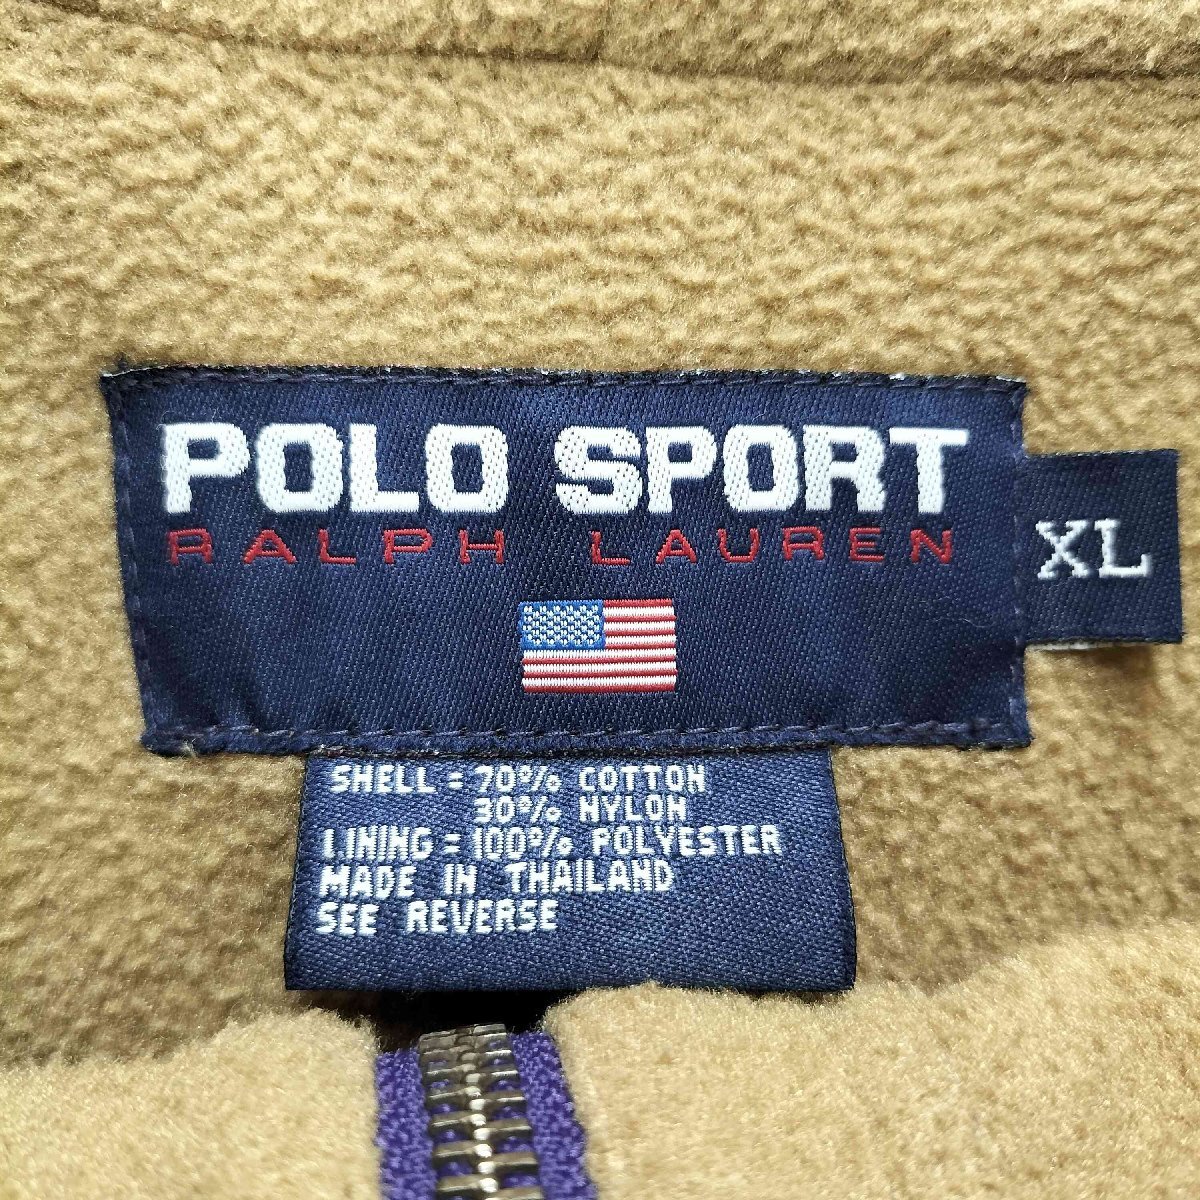 POLO SPORT
RALPH LAUREN
XL
SHELL = 70% COTTON
30% NYLON
LINING = 100% POLYESTER
MADE IN THAILAND
SEE REVERSE